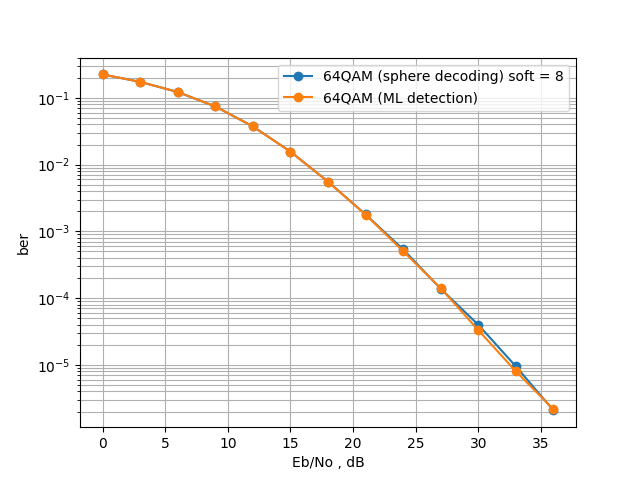 64QAM (sphere decoding) soft = 8
64QAM (ML detection)
10⁻¹
10⁻²
10⁻³
10⁻⁴
10⁻⁵
ber
0 5 10 15 20 25 30 35
Eb/No , dB